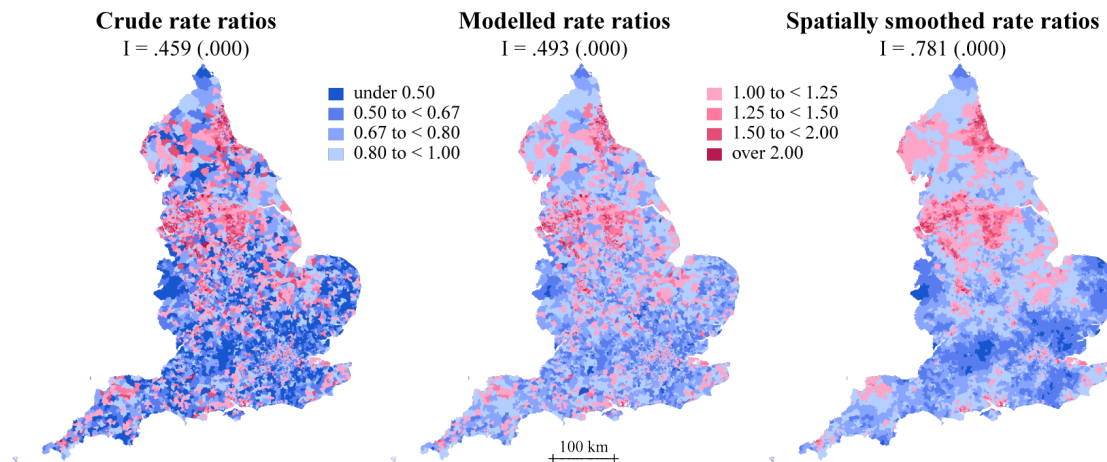 Crude rate ratios
I = .459 (.000)
Modelled rate ratios
I = .493 (.000)
Spatially smoothed rate ratios
I = .781 (.000)
under 0.50
0.50 to < 0.67
0.67 to < 0.80
0.80 to < 1.00
1.00 to < 1.25
1.25 to < 1.50
1.50 to < 2.00
over 2.00
100 km